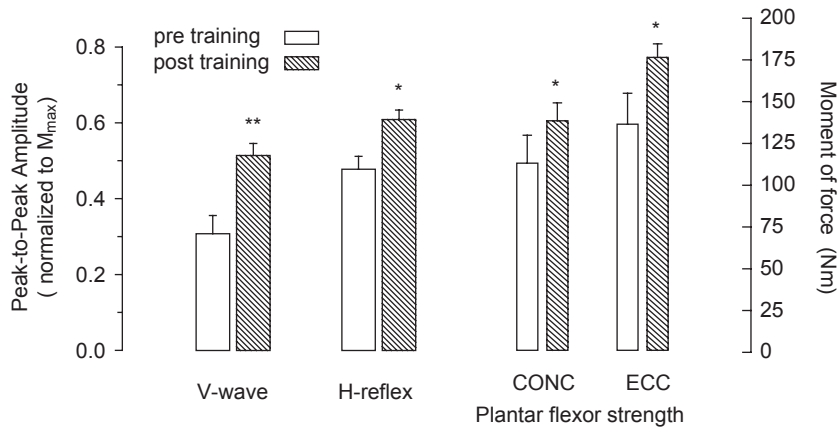 pre training
post training
Peak-to-Peak Amplitude
( normalized to Mmax)
0.8
0.6
0.4
0.2
0.0
**
*
*
*
200
175
150
125
100
75
50
25
0
Moment of force (Nm)
V-wave
H-reflex
CONC
ECC
Plantar flexor strength